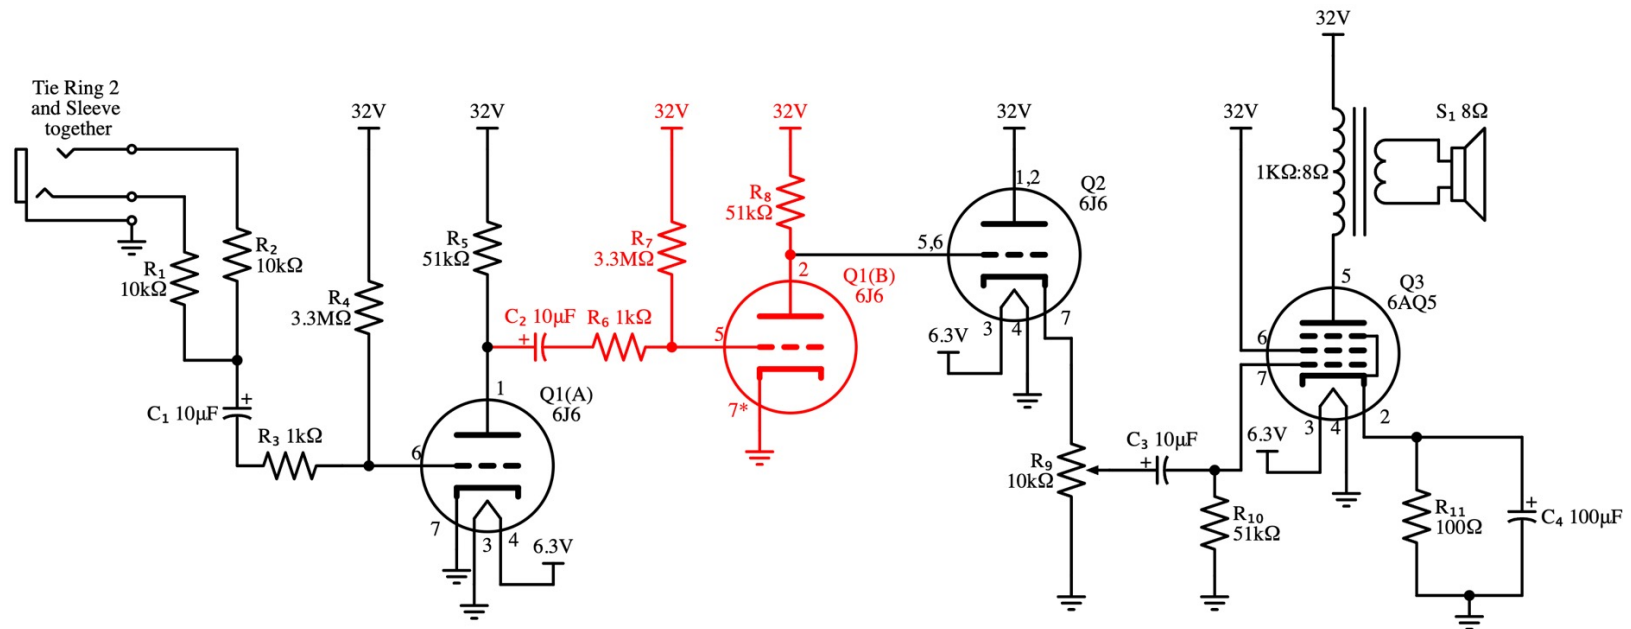 Tie Ring 2
and Sleeve
together
R₁
10kΩ
R₂
10kΩ
C₁ 10µF
+
R₃ 1kΩ
32V
R₄
3.3MΩ
32V
R₅
51kΩ
1
Q1(A)
6J6
6
7
3
4
6.3V
C₂ 10µF
+
R₆ 1kΩ
32V
R₇
3.3MΩ
32V
R₈
51kΩ
2
Q1(B)
6J6
5
7*
32V
1,2
Q2
6J6
5,6
6.3V
3
4
7
R₉
10kΩ
C₃ 10µF
+
R₁₀
51kΩ
32V
32V
1KΩ:8Ω
S₁ 8Ω
5
Q3
6AQ5
6
7
6.3V
3
4
2
R₁₁
100Ω
+
C₄ 100µF